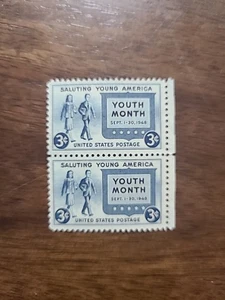 SALUTING YOUNG AMERICA
YOUTH
MONTH
SEPT. 1-30, 1948
3¢ 3¢
UNITED STATES POSTAGE
SALUTING YOUNG AMERICA
YOUTH
MONTH
SEPT. 1-30, 1948
3¢ 3¢
UNITED STATES POSTAGE